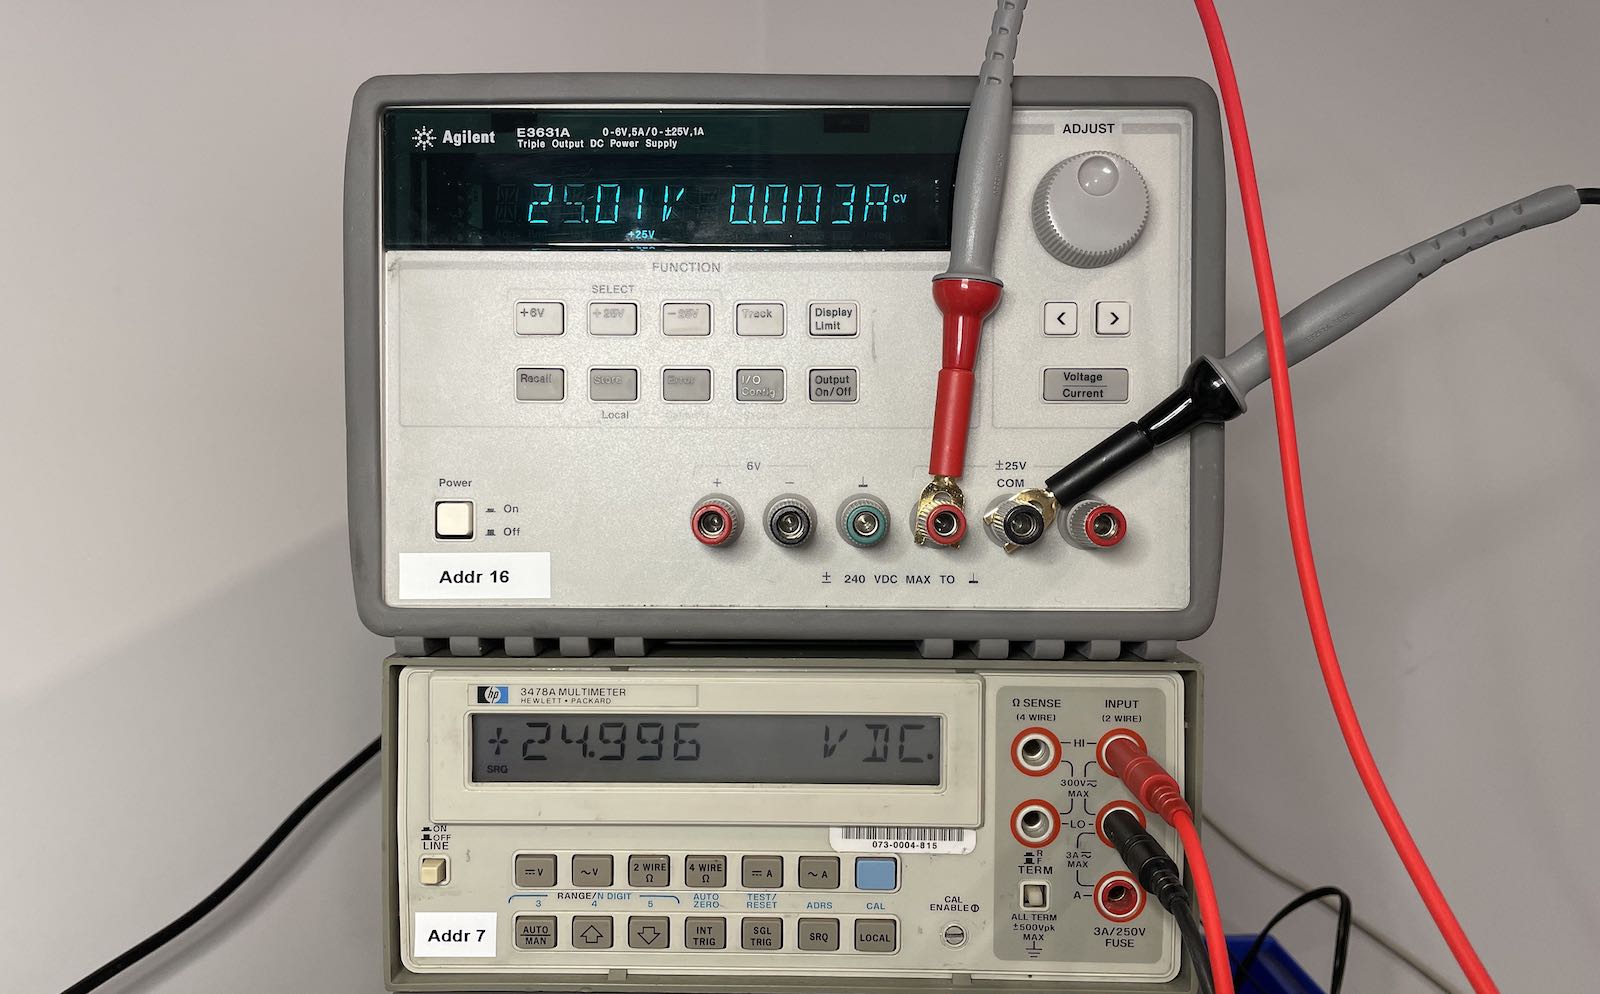 Agilent E3631A 0-6V,5A/0-±25V,1A
Triple Output DC Power Supply
25.01V 0.003A CV
+25V
ADJUST
FUNCTION
SELECT
+6V +25V -25V Track Display Limit
Recall Store Error I/O Config Output On/Off
Local
< >
Voltage
Current
6V
+ -
±25V
COM
Power
On
Off
± 240 VDC MAX TO
Addr 16
hp 3478A MULTIMETER
HEWLETT • PACKARD
+24.996 VDC.
SRQ
073-0004-815
ON
OFF
LINE
⎓V ~V 2 WIRE Ω 4 WIRE Ω ⎓A ~A
RANGE/N DIGIT
3 4 5 AUTO ZERO TEST/RESET ADRS CAL
AUTO/MAN INT TRIG SGL TRIG SRQ LOCAL
Addr 7
CAL
ENABLE
Ω SENSE
(4 WIRE)
INPUT
(2 WIRE)
HI
300V
MAX
LO
3A
MAX
R
F
TERM
A
ALL TERM
±500Vpk
MAX
3A/250V
FUSE